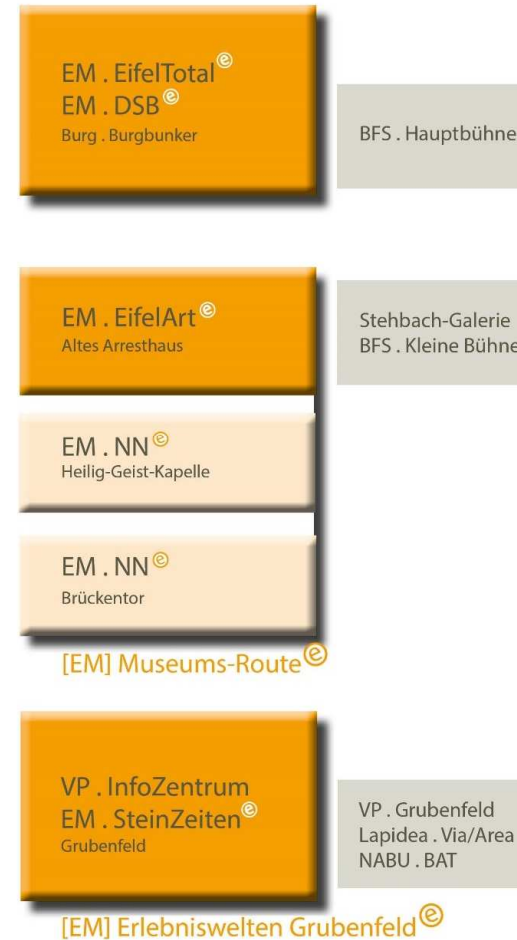 EM . EifelTotal ⓔ
EM . DSB ⓔ
Burg . Burgbunker
BFS . Hauptbühne
EM . EifelArt ⓔ
Altes Arresthaus
Stehbach-Galerie
BFS . Kleine Bühne
EM . NN ⓔ
Heilig-Geist-Kapelle
EM . NN ⓔ
Brückentor
[EM] Museums-Route ⓔ
VP . InfoZentrum
EM . SteinZeiten ⓔ
Grubenfeld
VP . Grubenfeld
Lapidea . Via/Area
NABU . BAT
[EM] Erlebniswelten Grubenfeld ⓔ